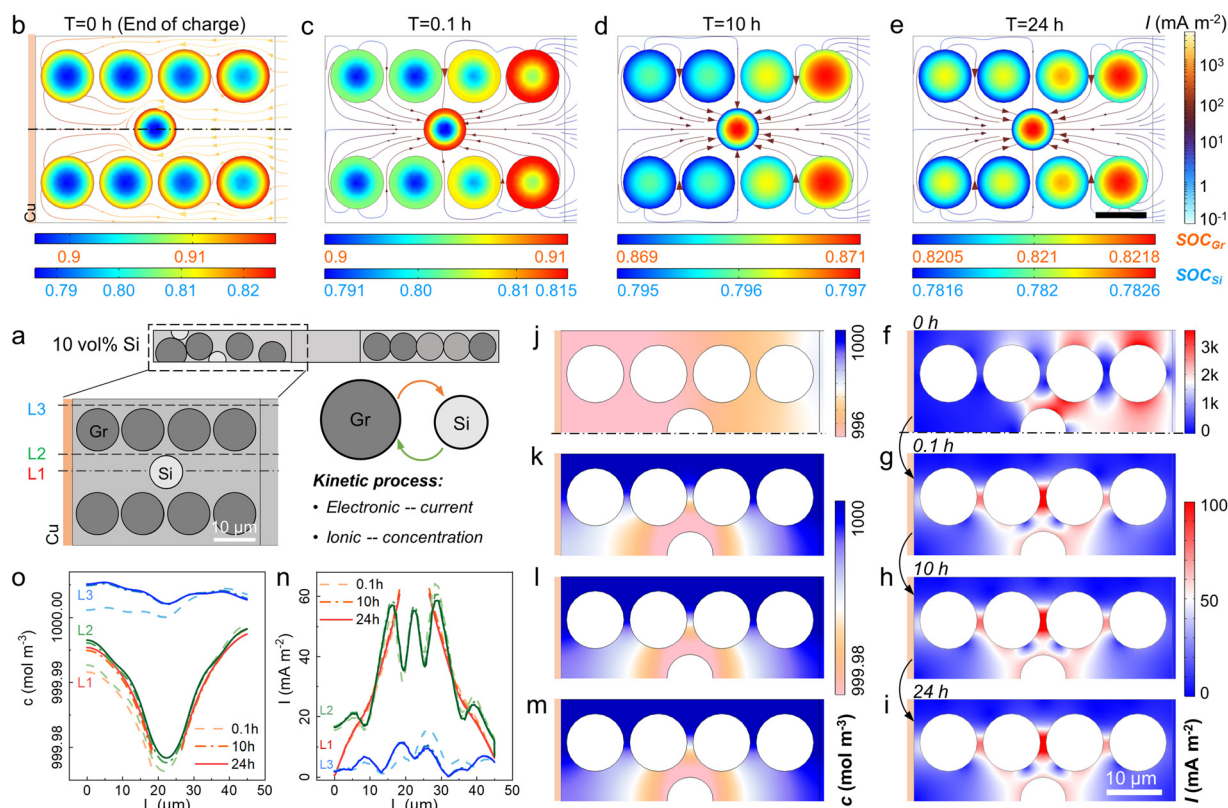 b
T=0 h (End of charge)
c
T=0.1 h
d
T=10 h
e
T=24 h
I (mA m⁻²)
10³
10²
10¹
1
10⁻¹
Cu
0.9 0.91
0.79 0.80 0.81 0.82
0.9 0.91
0.791 0.80 0.81 0.815
0.869 0.871
0.795 0.796 0.797
0.8205 0.821 0.8218
0.7816 0.782 0.7826
SOC_Gr
SOC_Si
a
10 vol% Si
L3
L2
L1
Gr
Si
Cu
10 µm
Gr
Si
Kinetic process:
• Electronic -- current
• Ionic -- concentration
j
1000
996
k
1000
l
999.98
m
c (mol m⁻³)
f
0 h
3k
2k
1k
0
g
0.1 h
100
h
10 h
50
i
24 h
0
10 µm
I (mA m⁻²)
o
L3
L2
L1
1000.00
999.99
999.98
c (mol m⁻³)
0.1h
10h
24h
0 10 20 30 40 50
L (µm)
n
0.1h
10h
24h
60
40
20
0
I (mA m⁻²)
L2
L1
L3
0 10 20 30 40 50
L (µm)